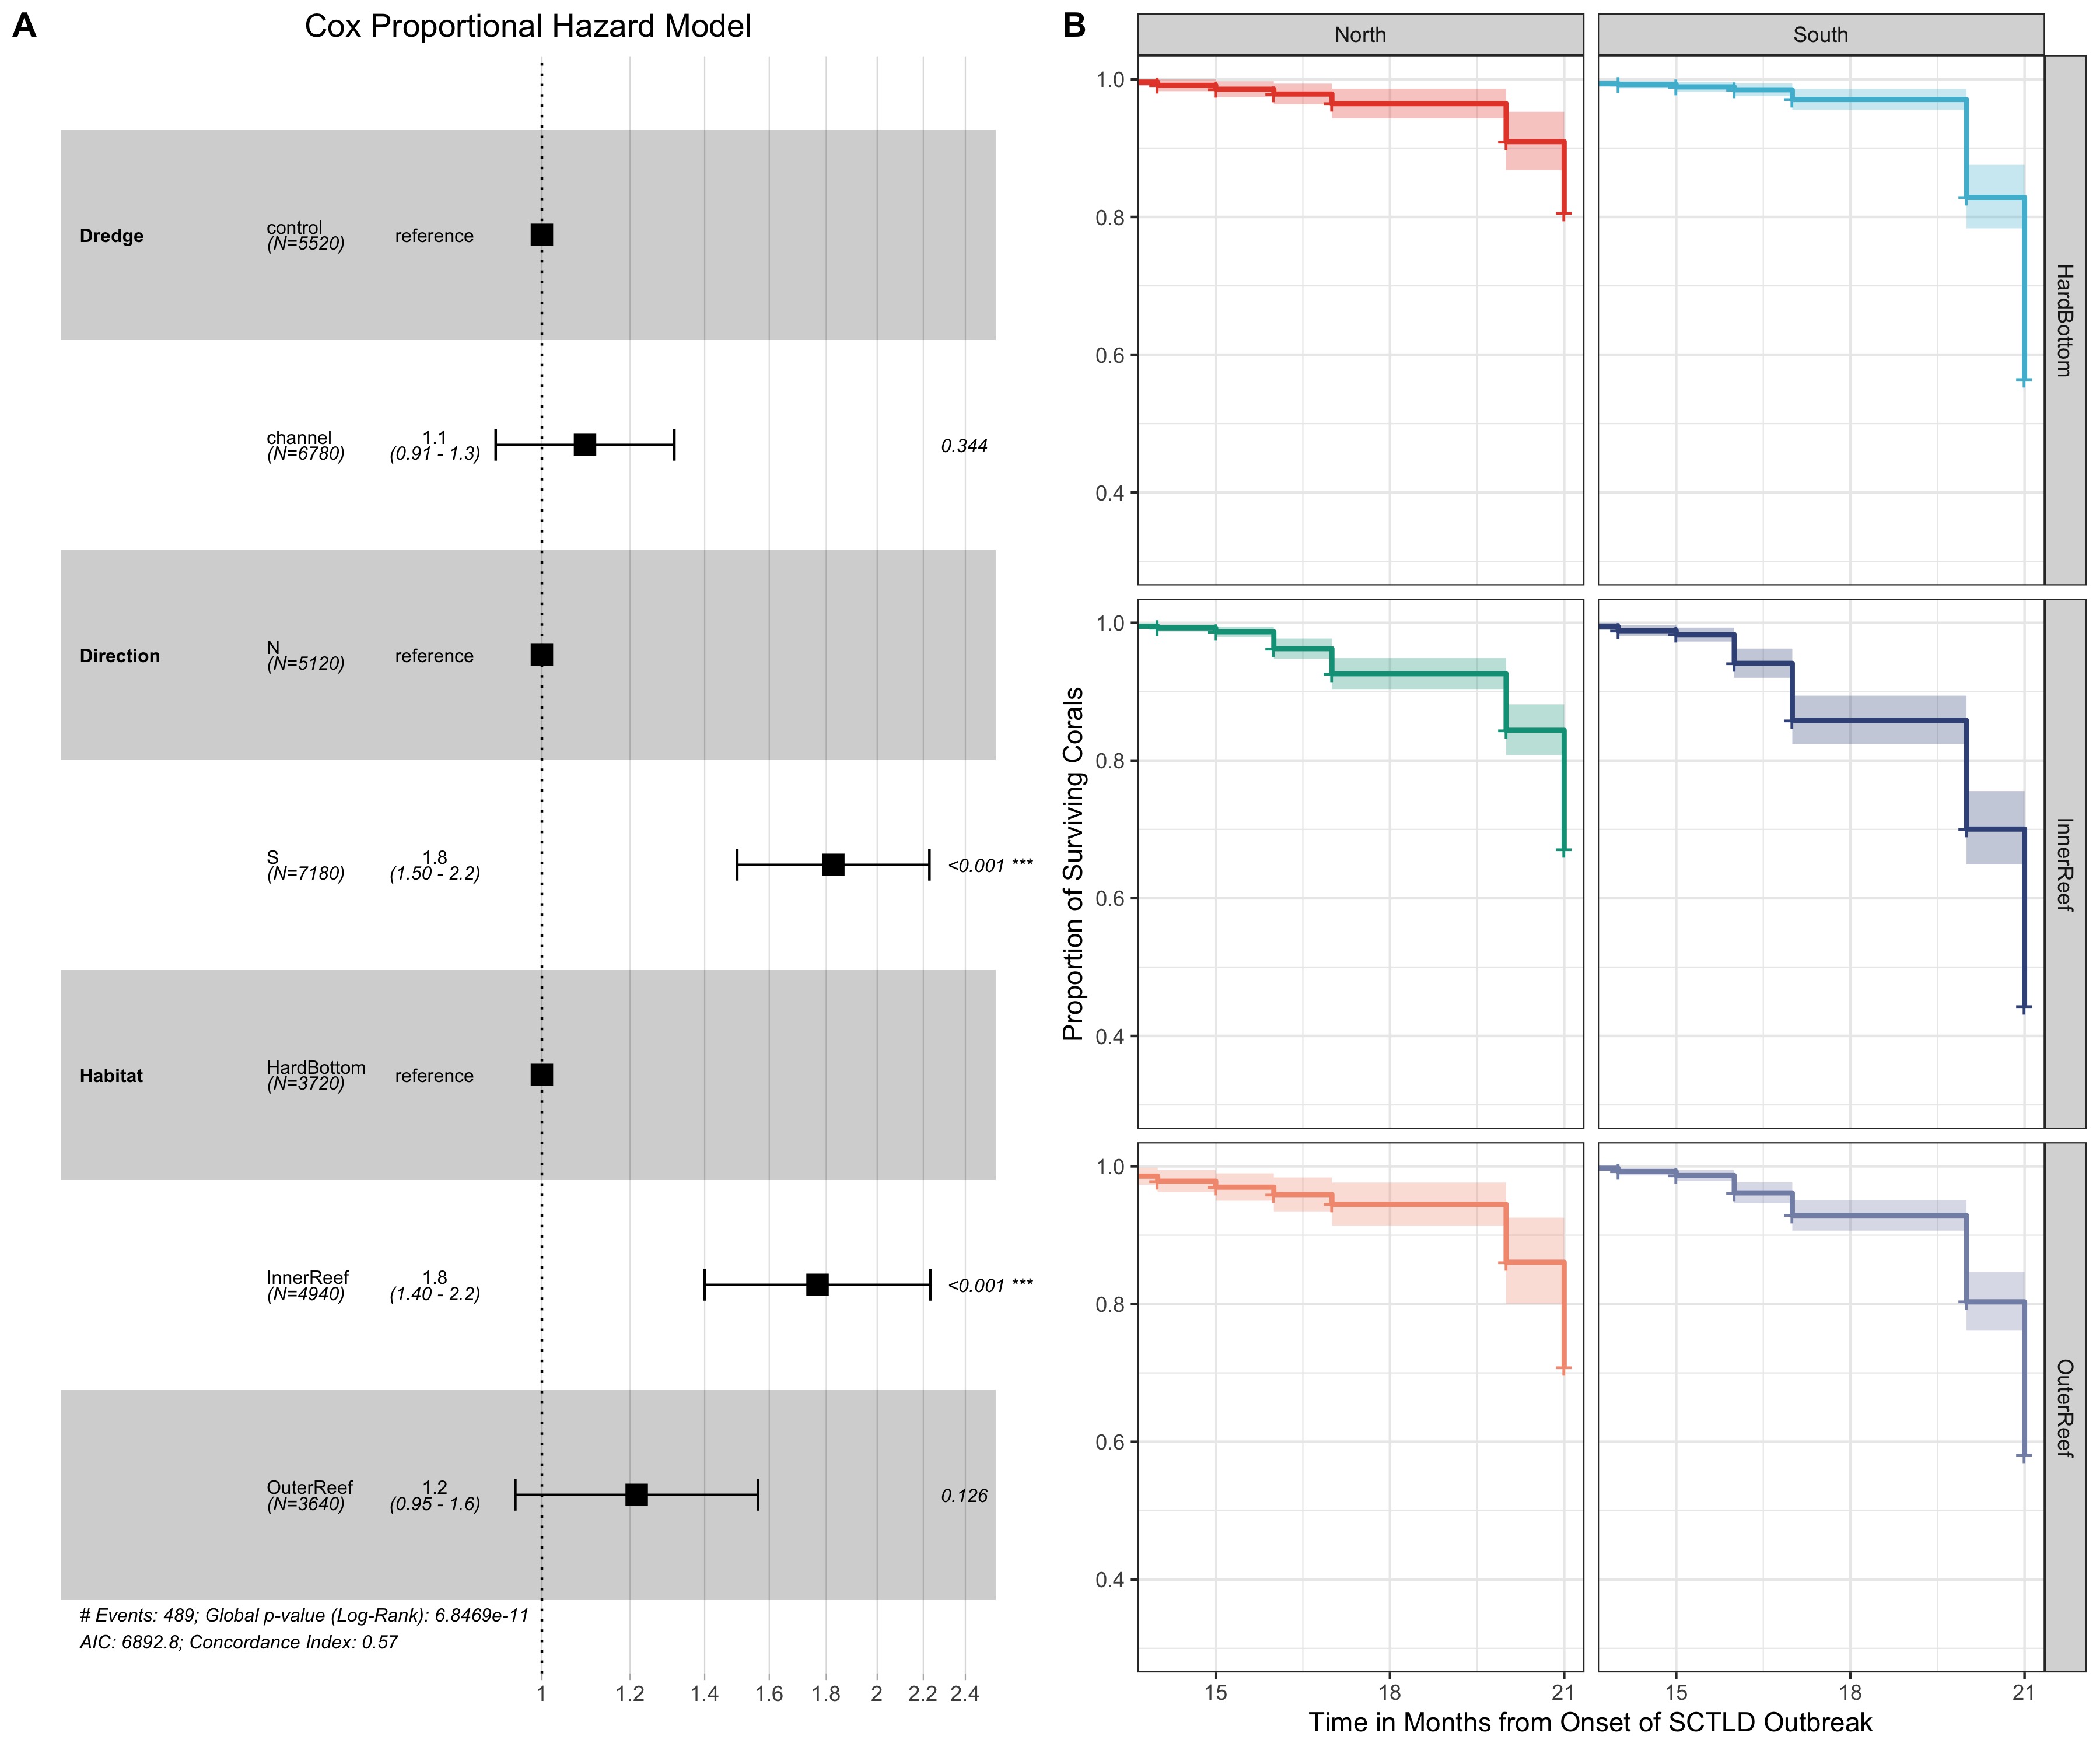 A
Cox Proportional Hazard Model
Dredge
control
(N=5520)
reference
channel
(N=6780)
1.1
(0.91 - 1.3)
0.344
Direction
N
(N=5120)
reference
S
(N=7180)
1.8
(1.50 - 2.2)
<0.001 ***
Habitat
HardBottom
(N=3720)
reference
InnerReef
(N=4940)
1.8
(1.40 - 2.2)
<0.001 ***
OuterReef
(N=3640)
1.2
(0.95 - 1.6)
0.126
# Events: 489; Global p-value (Log-Rank): 6.8469e-11
AIC: 6892.8; Concordance Index: 0.57
1 1.2 1.4 1.6 1.8 2 2.2 2.4
B
North
South
1.0
0.8
0.6
0.4
HardBottom
1.0
0.8
0.6
0.4
InnerReef
1.0
0.8
0.6
0.4
OuterReef
Proportion of Surviving Corals
15 18 21
15 18 21
Time in Months from Onset of SCTLD Outbreak